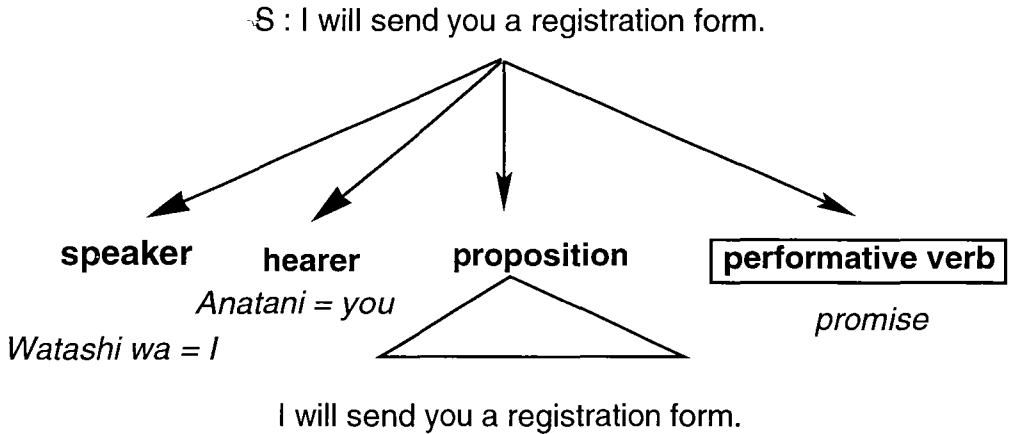 S : I will send you a registration form.
speaker
hearer
proposition
performative verb
Anatani = you
promise
Watashi wa = I
I will send you a registration form.